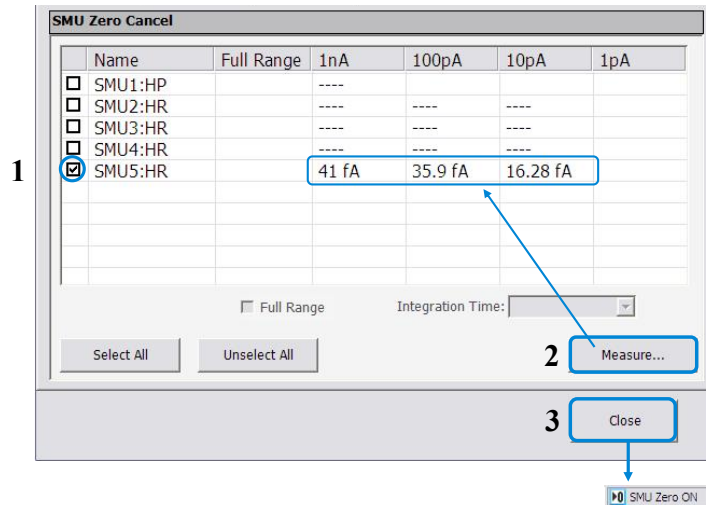 SMU Zero Cancel
Name Full Range 1nA 100pA 10pA 1pA
SMU1:HP ----
SMU2:HR ---- ---- ----
SMU3:HR ---- ---- ----
SMU4:HR ---- ---- ----
1 SMU5:HR 41 fA 35.9 fA 16.28 fA
Full Range Integration Time:
Select All Unselect All 2 Measure...
3 Close
SMU Zero ON